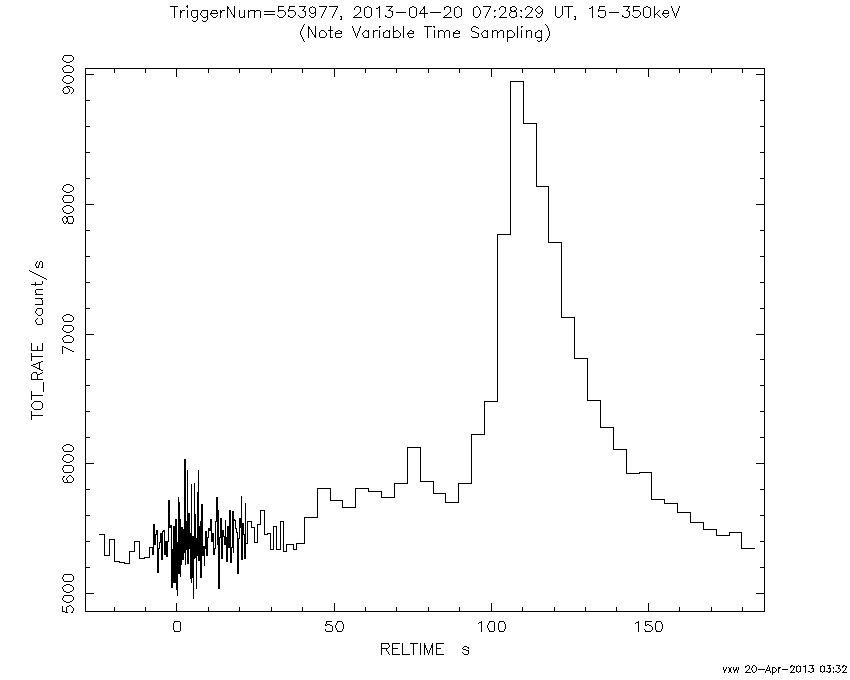 TriggerNum=553977, 2013-04-20 07:28:29 UT, 15-350keV
(Note Variable Time Sampling)
9000
8000
7000
6000
5000
TOT_RATE count/s
0 50 100 150
RELTIME s
vxw 20-Apr-2013 03:32